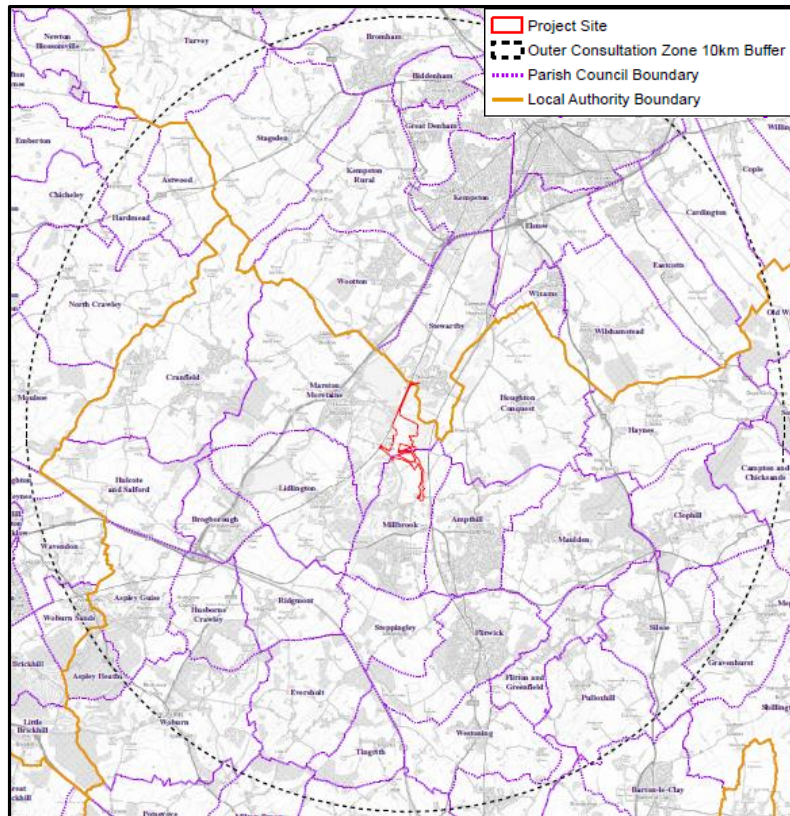 Project Site
Outer Consultation Zone 10km Buffer
Parish Council Boundary
Local Authority Boundary
Newton
Blossomville
Turvey
Bromham
Biddenham
Great Denham
Stagsden
Emberton
Kempston
Rural
Astwood
Cople
Chicheley
Kempston
Cardington
Hardmead
Elstow
Eastcotts
Wootton
Wixams
North Crawley
Stewartby
Wilshamstead
Cranfield
Marston
Moretaine
Houghton
Conquest
Moulsoe
Haynes
Campton and
Chicksands
Hulcote
and Salford
Lidlington
Brogborough
Millbrook
Ampthill
Clophill
Maulden
Wavendon
Aspley Guise
Husborne
Crawley
Ridgmont
Woburn Sands
Steppingley
Flitwick
Silsoe
Gravenhurst
Aspley Heath
Eversholt
Flitton and
Greenfield
Pulloxhill
Little
Brickhill
Woburn
Tingrith
Westoning
Barton-le-Clay